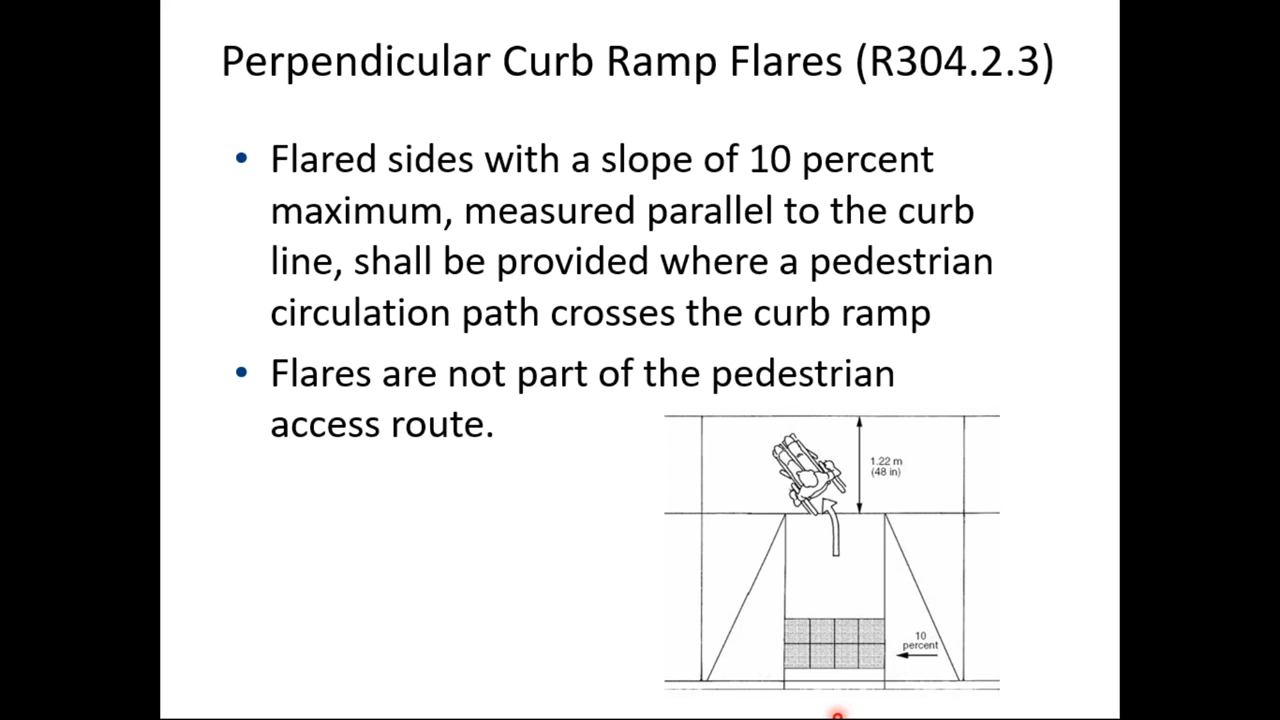 Perpendicular Curb Ramp Flares (R304.2.3)
• Flared sides with a slope of 10 percent
maximum, measured parallel to the curb
line, shall be provided where a pedestrian
circulation path crosses the curb ramp
• Flares are not part of the pedestrian
access route.
1.22 m
(48 in)
10
percent